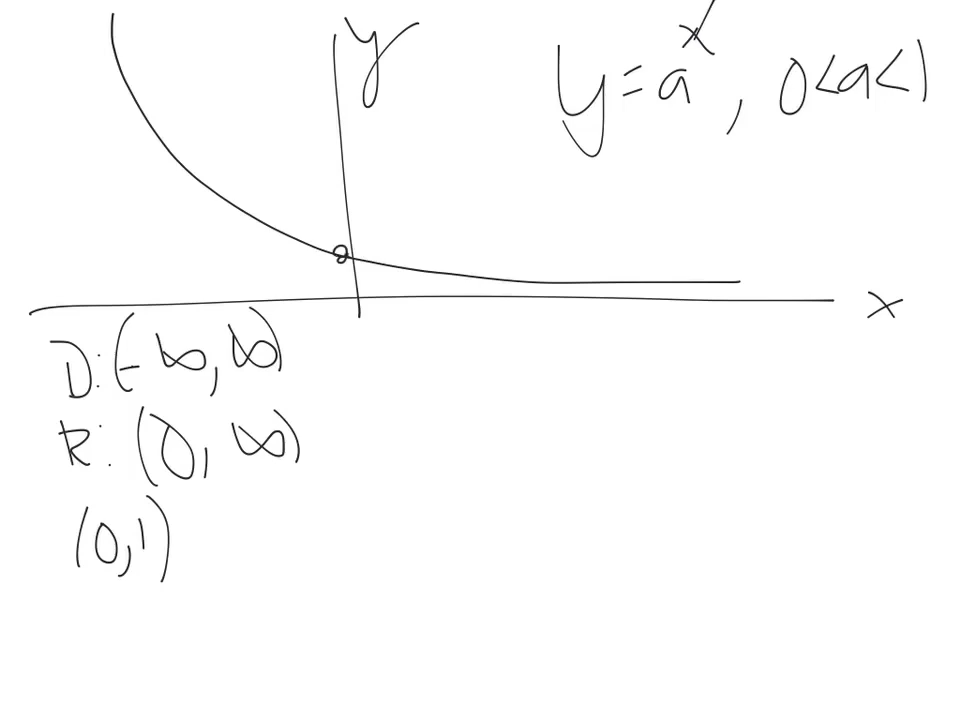 y
y=a^x, 0<a<1
x
D: (-∞, ∞)
R: (0, ∞)
(0,1)